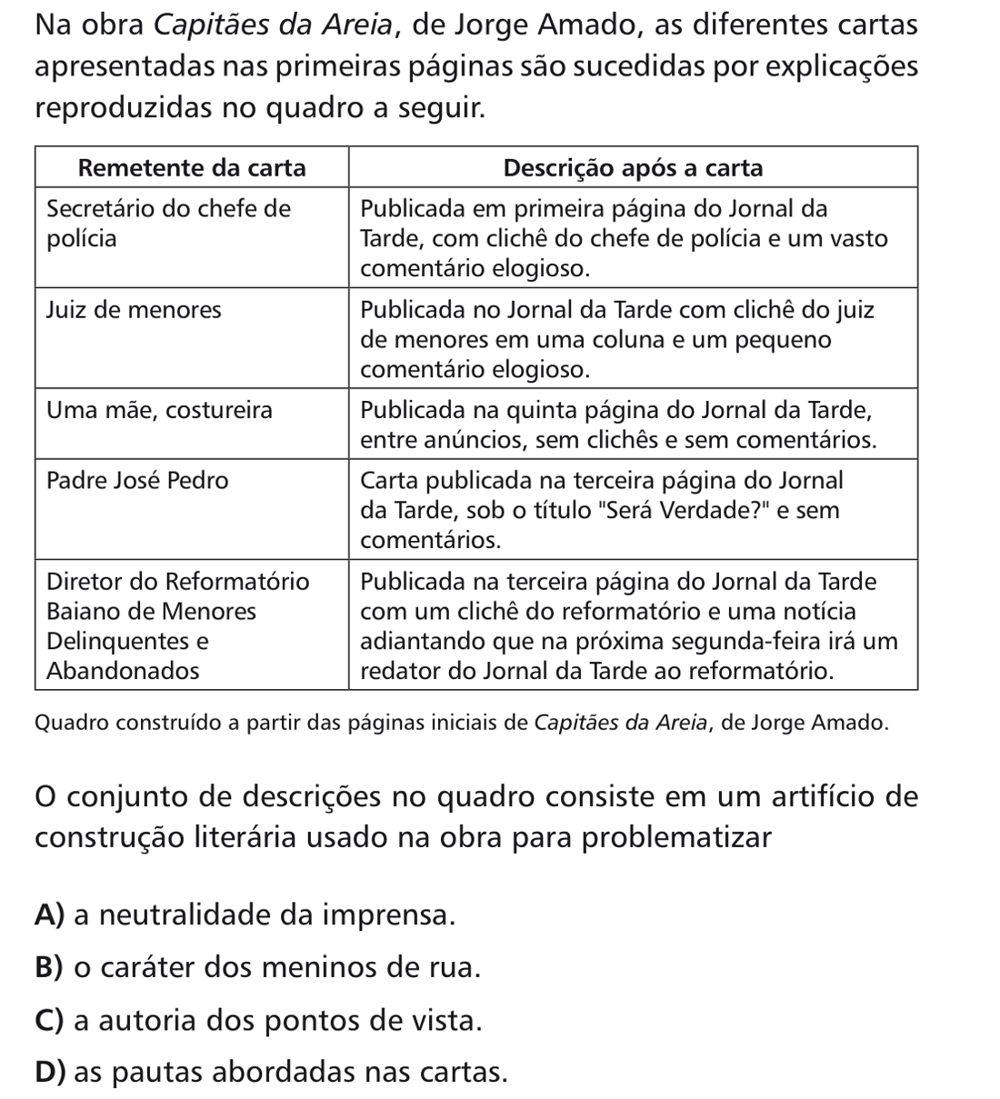 Na obra Capitães da Areia, de Jorge Amado, as diferentes cartas
apresentadas nas primeiras páginas são sucedidas por explicações
reproduzidas no quadro a seguir.
Remetente da carta
Descrição após a carta
Secretário do chefe de
polícia
Publicada em primeira página do Jornal da
Tarde, com clichê do chefe de polícia e um vasto
comentário elogioso.
Juiz de menores
Publicada no Jornal da Tarde com clichê do juiz
de menores em uma coluna e um pequeno
comentário elogioso.
Uma mãe, costureira
Publicada na quinta página do Jornal da Tarde,
entre anúncios, sem clichês e sem comentários.
Padre José Pedro
Carta publicada na terceira página do Jornal
da Tarde, sob o título "Será Verdade?" e sem
comentários.
Diretor do Reformatório
Baiano de Menores
Delinquentes e
Abandonados
Publicada na terceira página do Jornal da Tarde
com um clichê do reformatório e uma notícia
adiantando que na próxima segunda-feira irá um
redator do Jornal da Tarde ao reformatório.
Quadro construído a partir das páginas iniciais de Capitães da Areia, de Jorge Amado.
O conjunto de descrições no quadro consiste em um artifício de
construção literária usado na obra para problematizar
A) a neutralidade da imprensa.
B) o caráter dos meninos de rua.
C) a autoria dos pontos de vista.
D) as pautas abordadas nas cartas.